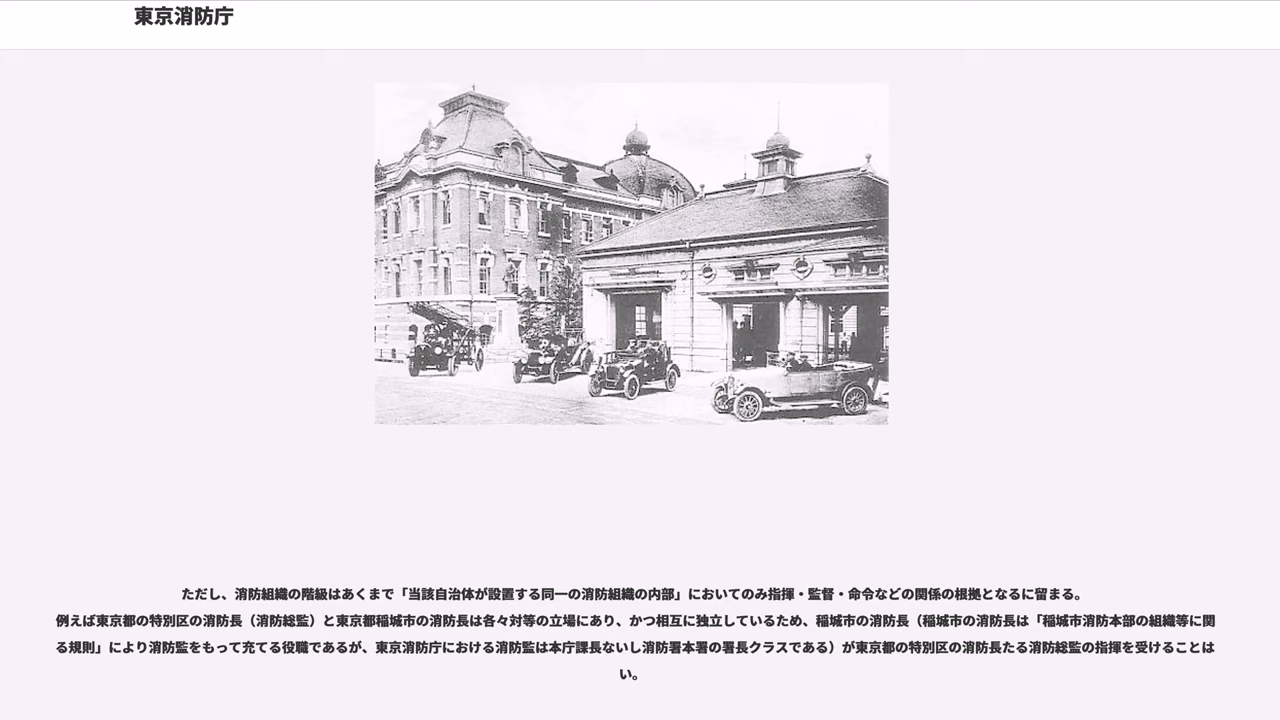 東京消防庁
ただし、消防組織の階級はあくまで「当該自治体が設置する同一の消防組織の内部」においてのみ指揮・監督・命令などの関係の根拠となるに留まる。
例えば東京都の特別区の消防長（消防総監）と東京都稲城市の消防長は各々対等の立場にあり、かつ相互に独立しているため、稲城市の消防長（稲城市の消防長は「稲城市消防本部の組織等に関
る規則」により消防監をもって充てる役職であるが、東京消防庁における消防監は本庁課長ないし消防署本署の署長クラスである）が東京都の特別区の消防長たる消防総監の指揮を受けることは
い。